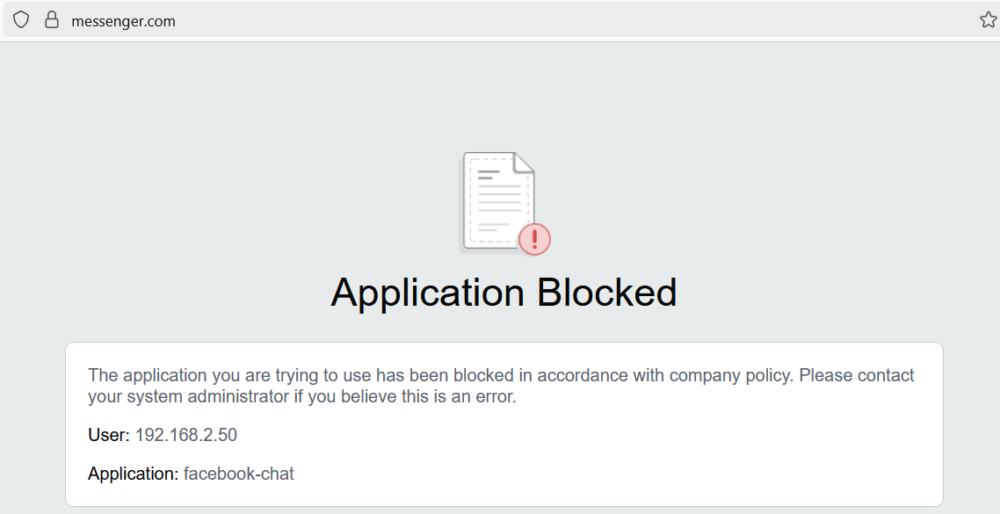 messenger.com
Application Blocked
The application you are trying to use has been blocked in accordance with company policy. Please contact
your system administrator if you believe this is an error.
User: 192.168.2.50
Application: facebook-chat